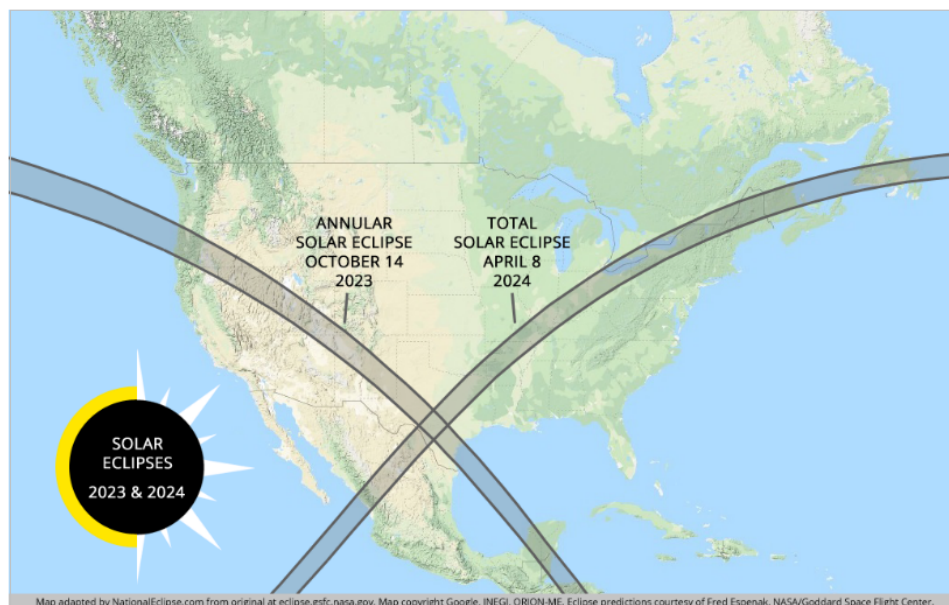 ANNULAR
SOLAR ECLIPSE
OCTOBER 14
2023
TOTAL
SOLAR ECLIPSE
APRIL 8
2024
SOLAR
ECLIPSES
2023 & 2024
Map adapted by NationalEclipse.com from original at eclipse.gsfc.nasa.gov. Map copyright Google, INEGI, ORION-ME. Eclipse predictions courtesy of Fred Espenak, NASA/Goddard Space Flight Center.